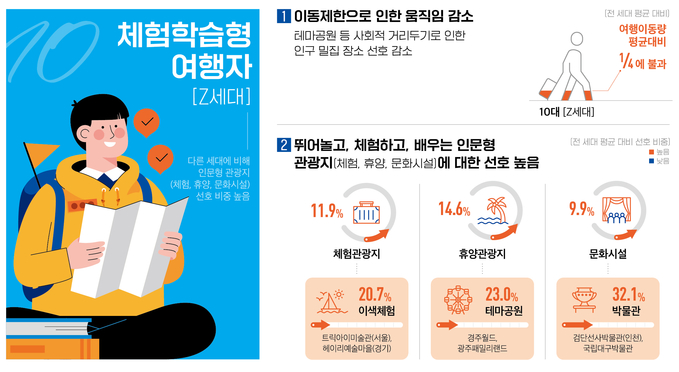 10
체험학습형
여행자
[Z세대]
다른 세대에 비해
인문형 관광지
(체험, 휴양, 문화시설)
선호 비중 높음
1 이동제한으로 인한 움직임 감소
테마공원 등 사회적 거리두기로 인한
인구 밀집 장소 선호 감소
[전 세대 평균 대비]
여행이동량
평균대비
1/4에 불과
10대 [Z세대]
2 뛰어놀고, 체험하고, 배우는 인문형
관광지(체험, 휴양, 문화시설)에 대한 선호 높음
[전 세대 평균 대비 선호 비중]
높음
낮음
11.9%
체험관광지
20.7%
이색체험
트릭아이미술관(서울),
헤이리예술마을(경기)
14.6%
휴양관광지
23.0%
테마공원
경주월드,
광주패밀리랜드
9.9%
문화시설
32.1%
박물관
검단선사박물관(인천),
국립대구박물관